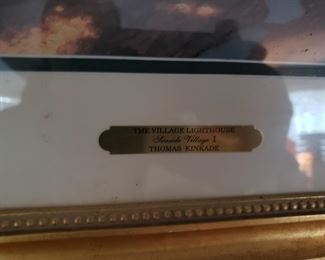 THE VILLAGE LIGHTHOUSE
Seaside Village I
THOMAS KINKADE